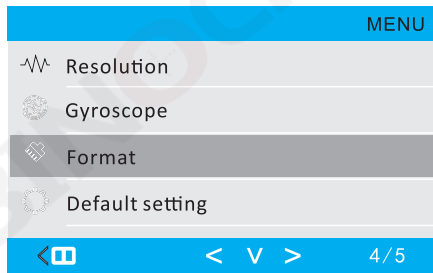 MENU
Resolution
Gyroscope
Format
Default setting
< V > 4/5